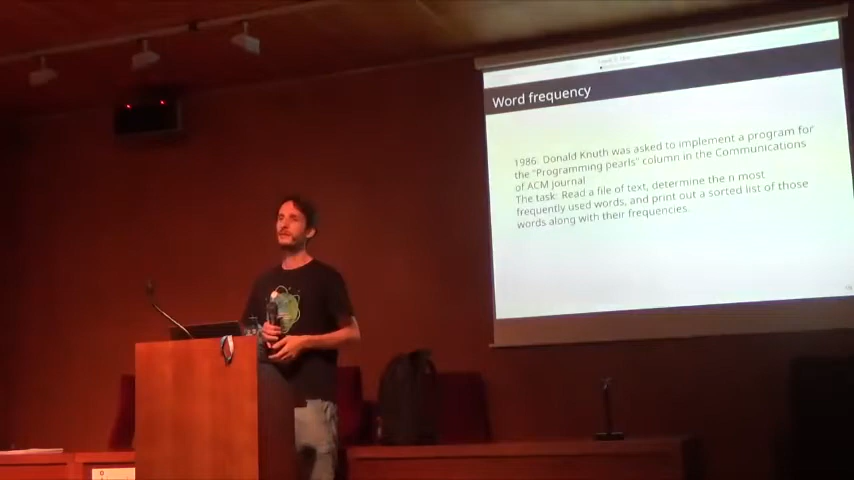 Word frequency
1986: Donald Knuth was asked to implement a program for
the "Programming pearls" column in the Communications
of ACM journal
The task: Read a file of text, determine the n most
frequently used words, and print out a sorted list of those
words along with their frequencies.